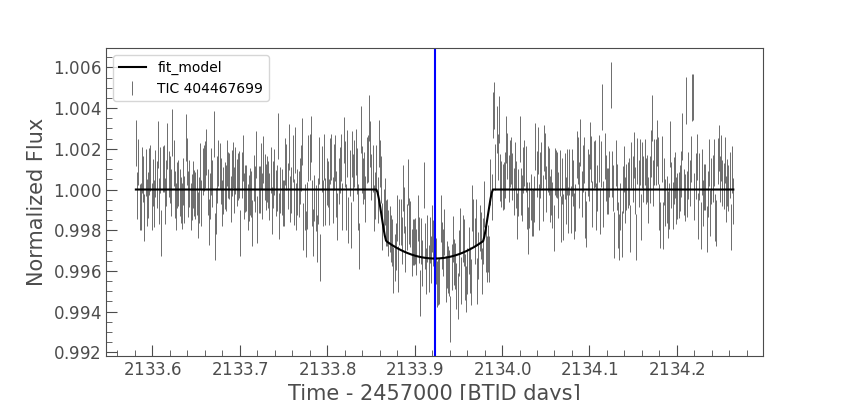 1.006
1.004
1.002
1.000
0.998
0.996
0.994
0.992
Normalized Flux
fit_model
TIC 404467699
2133.6 2133.7 2133.8 2133.9 2134.0 2134.1 2134.2
Time - 2457000 [BTJD days]